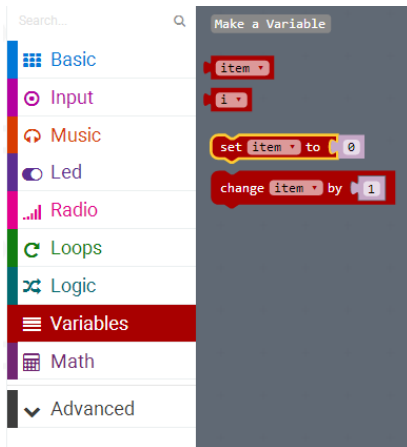 Search...
Basic
Input
Music
Led
Radio
Loops
Logic
Variables
Math
Advanced
Make a Variable
item
i
set item to 0
change item by 1